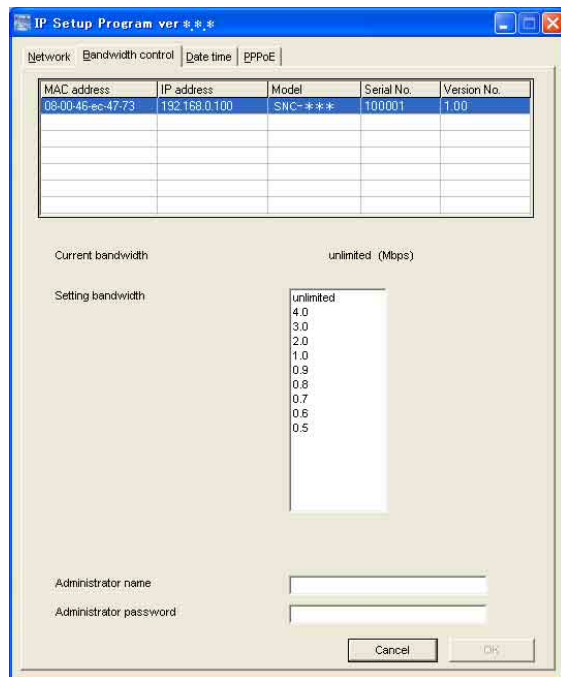 IP Setup Program ver *.*.*
Network Bandwidth control Date time PPPoE
MAC address IP address Model Serial No. Version No.
08-00-46-ec-47-73 192.168.0.100 SNC-*** 100001 1.00
Current bandwidth unlimited (Mbps)
Setting bandwidth
unlimited
4.0
3.0
2.0
1.0
0.9
0.8
0.7
0.6
0.5
Administrator name
Administrator password
Cancel OK